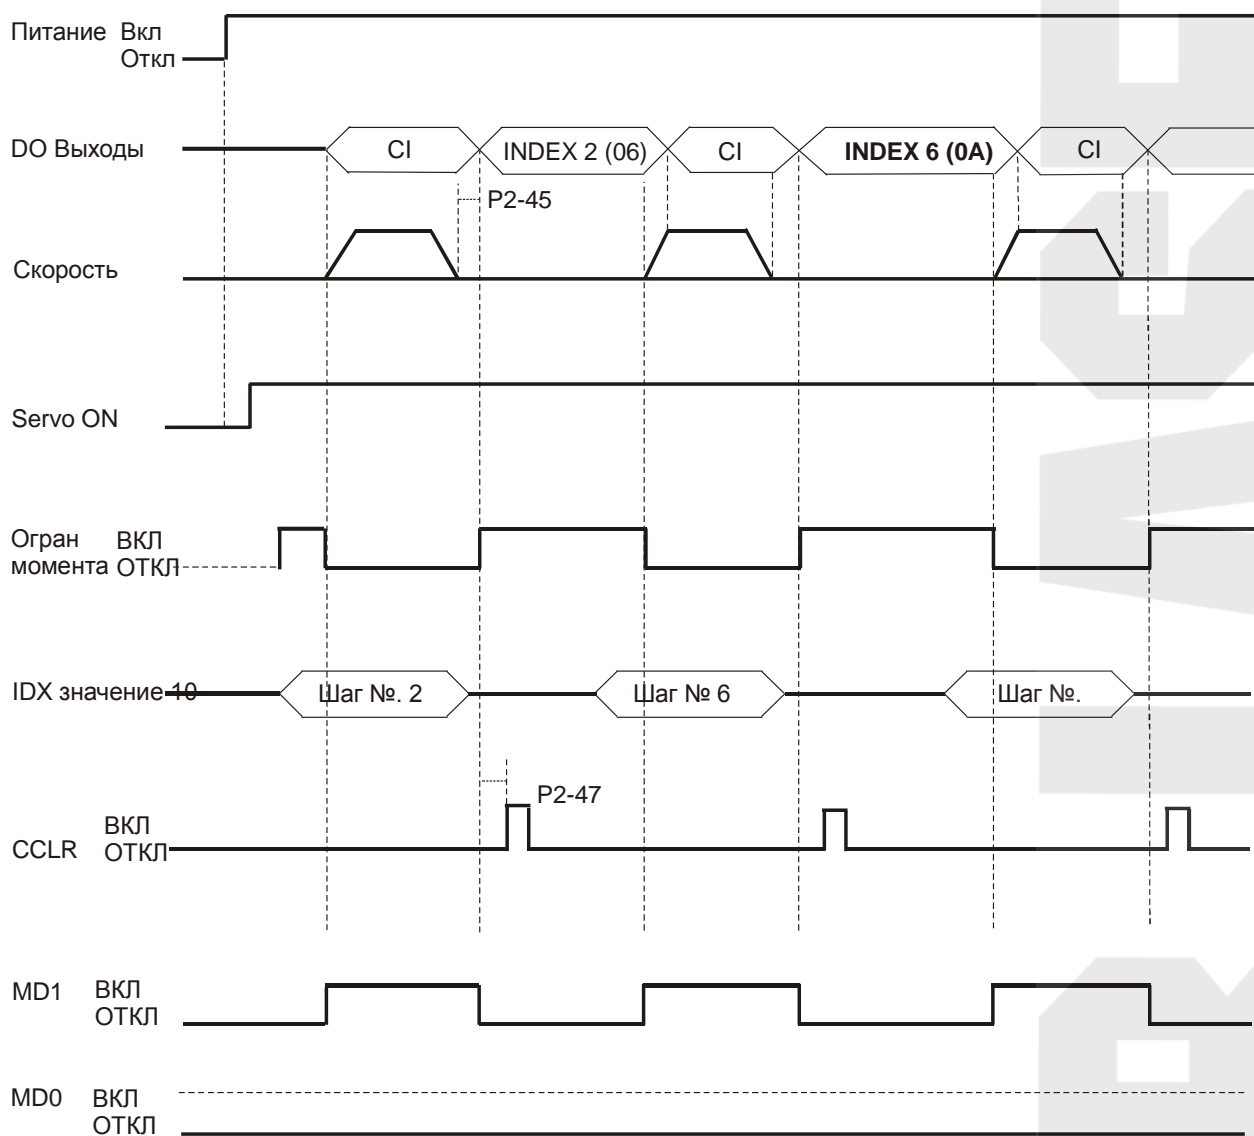 Питание Вкл
Откл
DO Выходы CI INDEX 2 (06) CI INDEX 6 (0A) CI
P2-45
Скорость
Servo ON
Огран ВКЛ
момента ОТКЛ
IDX значение 10 Шаг №. 2 Шаг № 6 Шаг №.
P2-47
ВКЛ
CCLR ОТКЛ
MD1 ВКЛ
ОТКЛ
MD0 ВКЛ
ОТКЛ